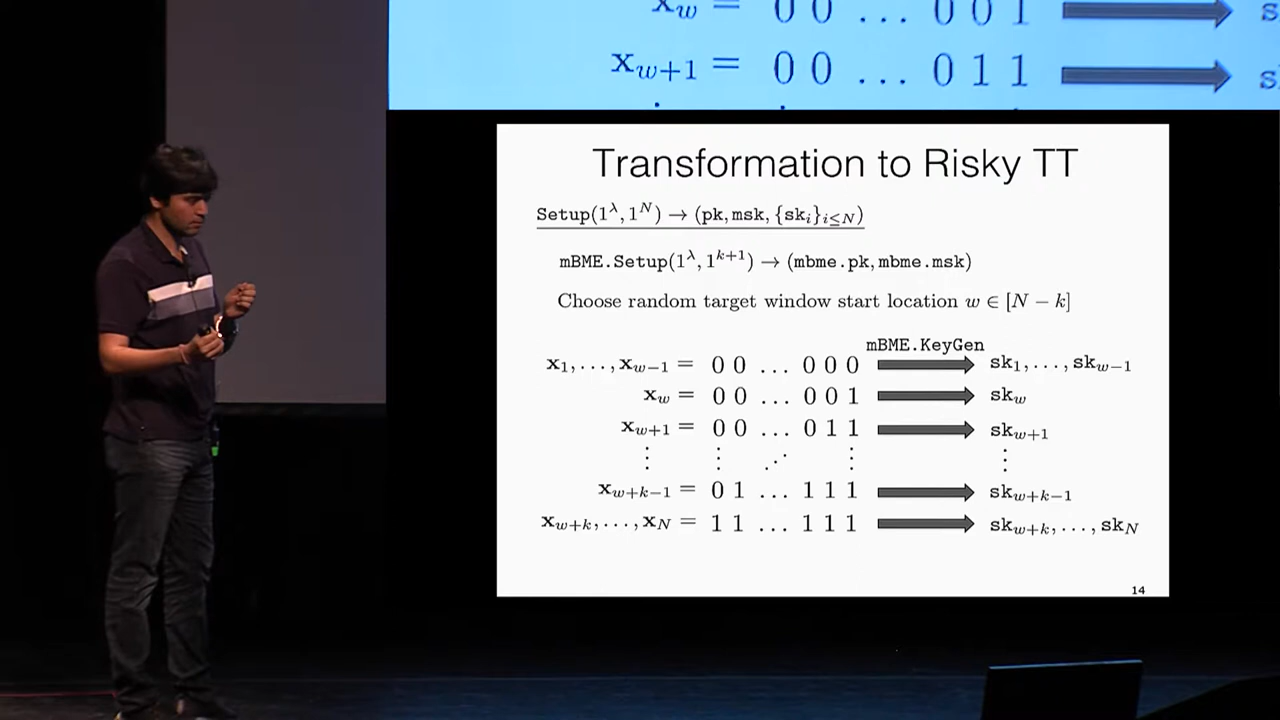 x_w = 0 0 ... 0 0 1
x_{w+1} = 0 0 ... 0 1 1
Transformation to Risky TT
Setup(1^λ, 1^N) → (pk, msk, {sk_i}_{i≤N})
mBME.Setup(1^λ, 1^{k+1}) → (mbme.pk, mbme.msk)
Choose random target window start location w ∈ [N − k]
mBME.KeyGen
x_1, ..., x_{w−1} = 0 0 ... 0 0 0 sk_1, ..., sk_{w−1}
x_w = 0 0 ... 0 0 1 sk_w
x_{w+1} = 0 0 ... 0 1 1 sk_{w+1}
⋮ ⋮ ⋰ ⋮ ⋮
x_{w+k−1} = 0 1 ... 1 1 1 sk_{w+k−1}
x_{w+k}, ..., x_N = 1 1 ... 1 1 1 sk_{w+k}, ..., sk_N
14